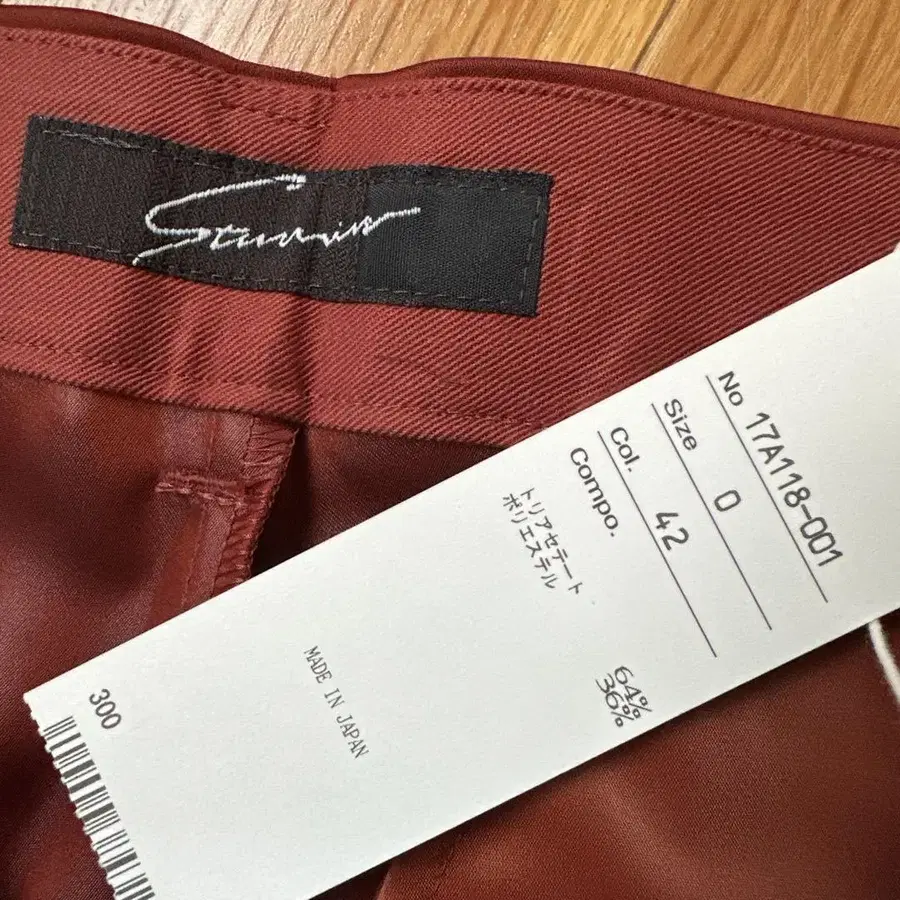 Stunning
No 17A118-001
Size 0
Col. 42
Compo.
トリアセテート 64%
ポリエステル 36%
MADE IN JAPAN
300